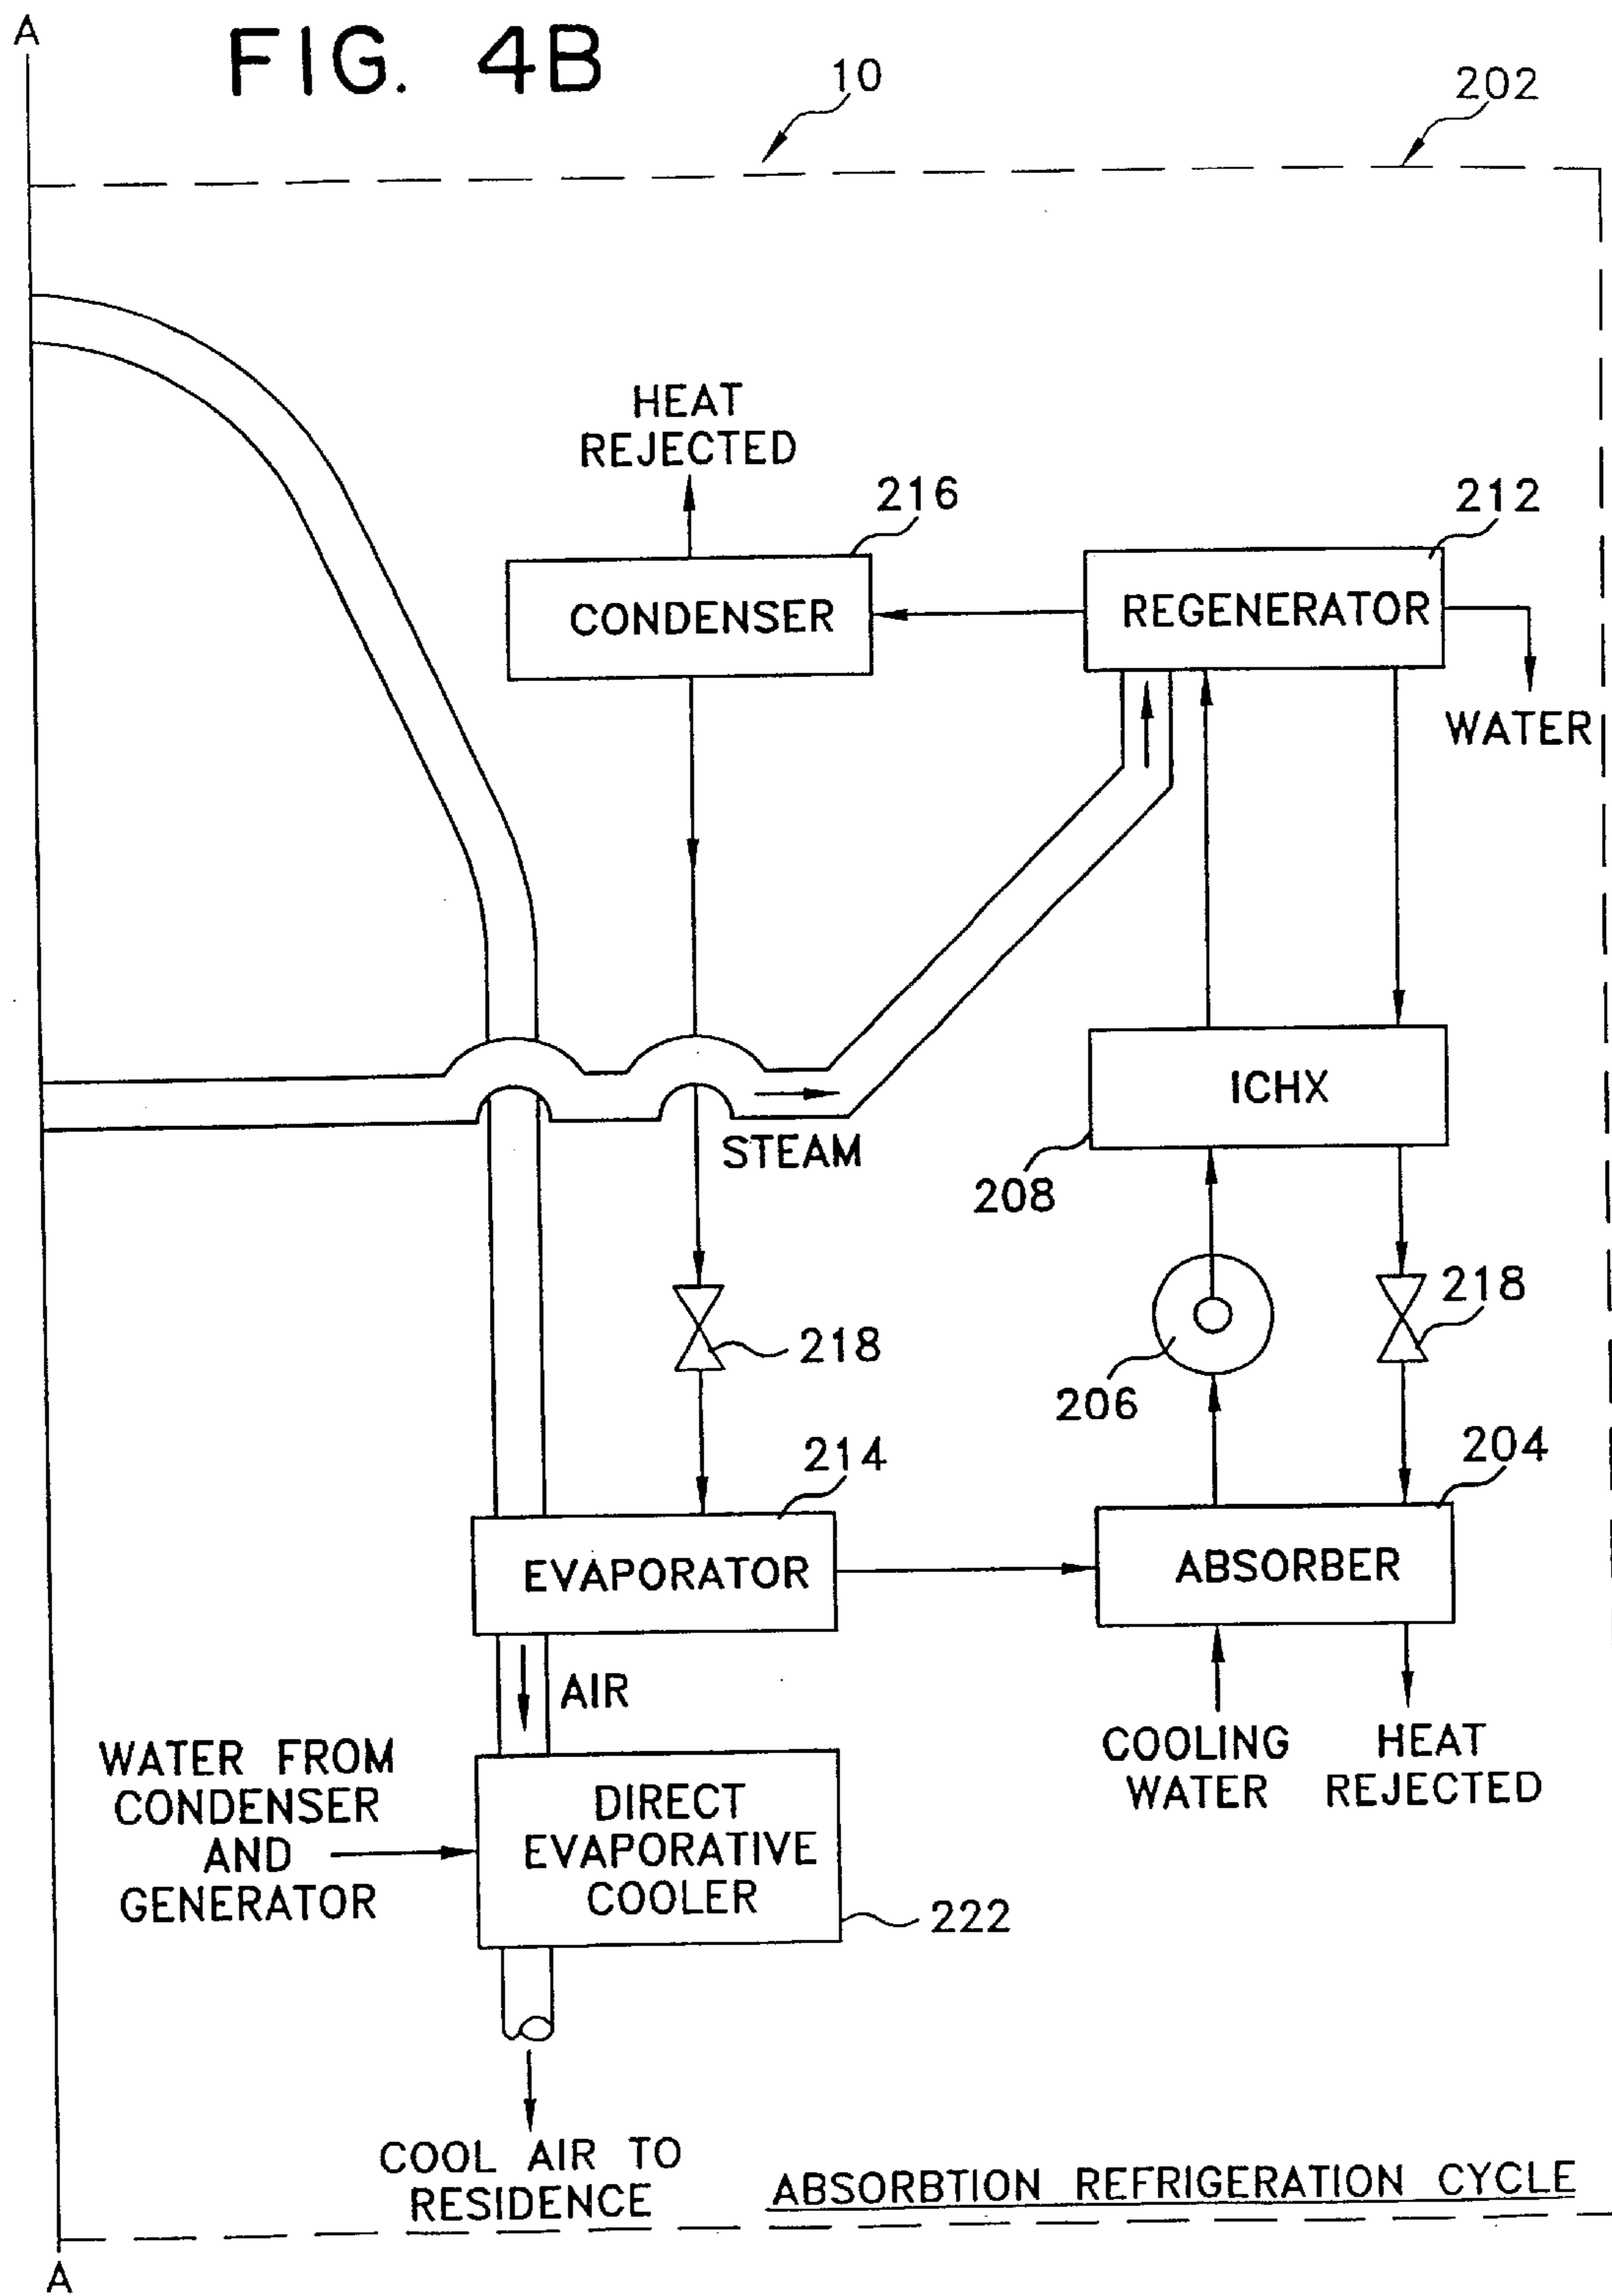 A
FIG. 4B
10
202
HEAT
REJECTED
216
212
CONDENSER
REGENERATOR
WATER
ICHX
STEAM
208
218
218
206
214
204
EVAPORATOR
ABSORBER
AIR
COOLING
WATER
HEAT
REJECTED
WATER FROM
CONDENSER
AND
GENERATOR
DIRECT
EVAPORATIVE
COOLER
222
COOL AIR TO
RESIDENCE
ABSORBTION REFRIGERATION CYCLE
A